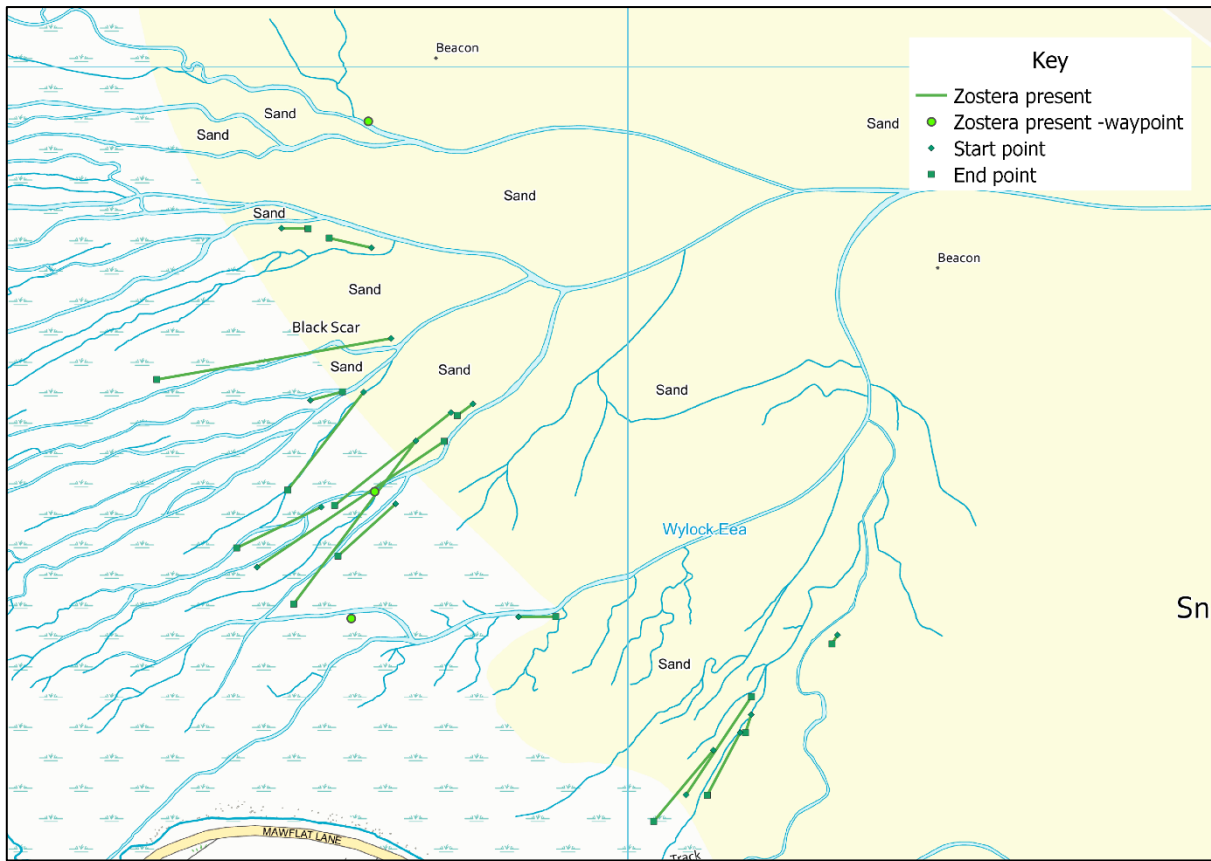 Beacon
Key
Zostera present
Zostera present -waypoint
Start point
End point
Sand
Sand
Sand
Sand
Sand
Beacon
Sand
Black Scar
Sand
Sand
Sand
Wylock Eea
Sn
Sand
MAWFLAT LANE
Track